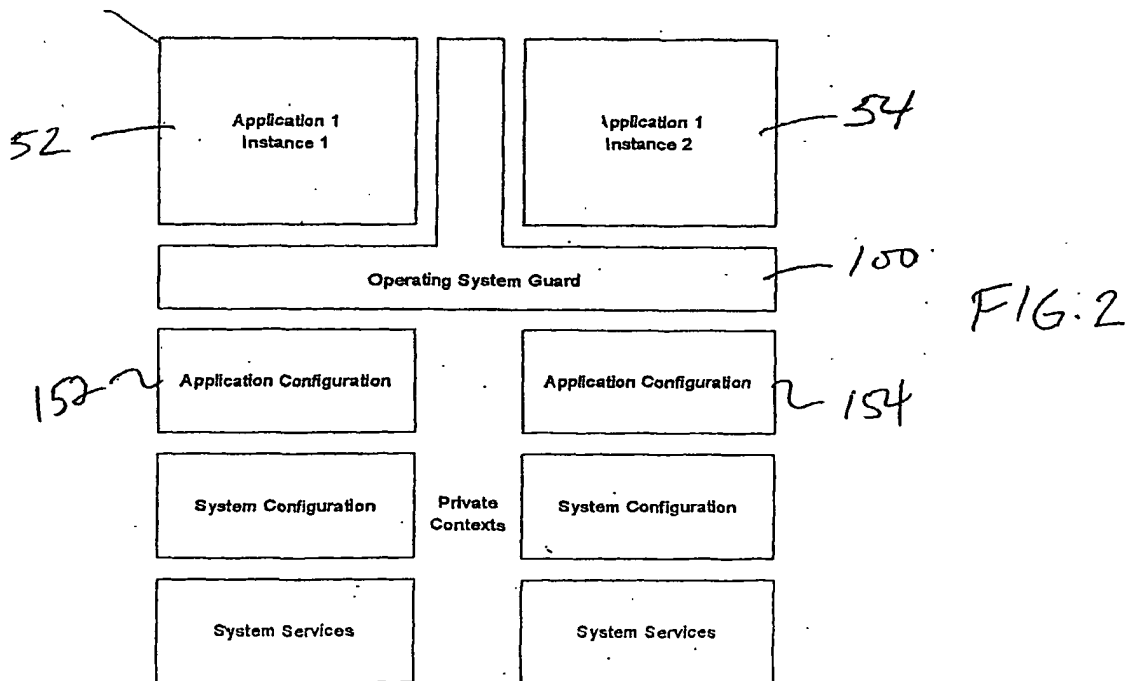 Application 1
Instance 1
Application 1
Instance 2
52
54
Operating System Guard
100
FIG. 2
Application Configuration
Application Configuration
152
154
System Configuration
Private
Contexts
System Configuration
System Services
System Services